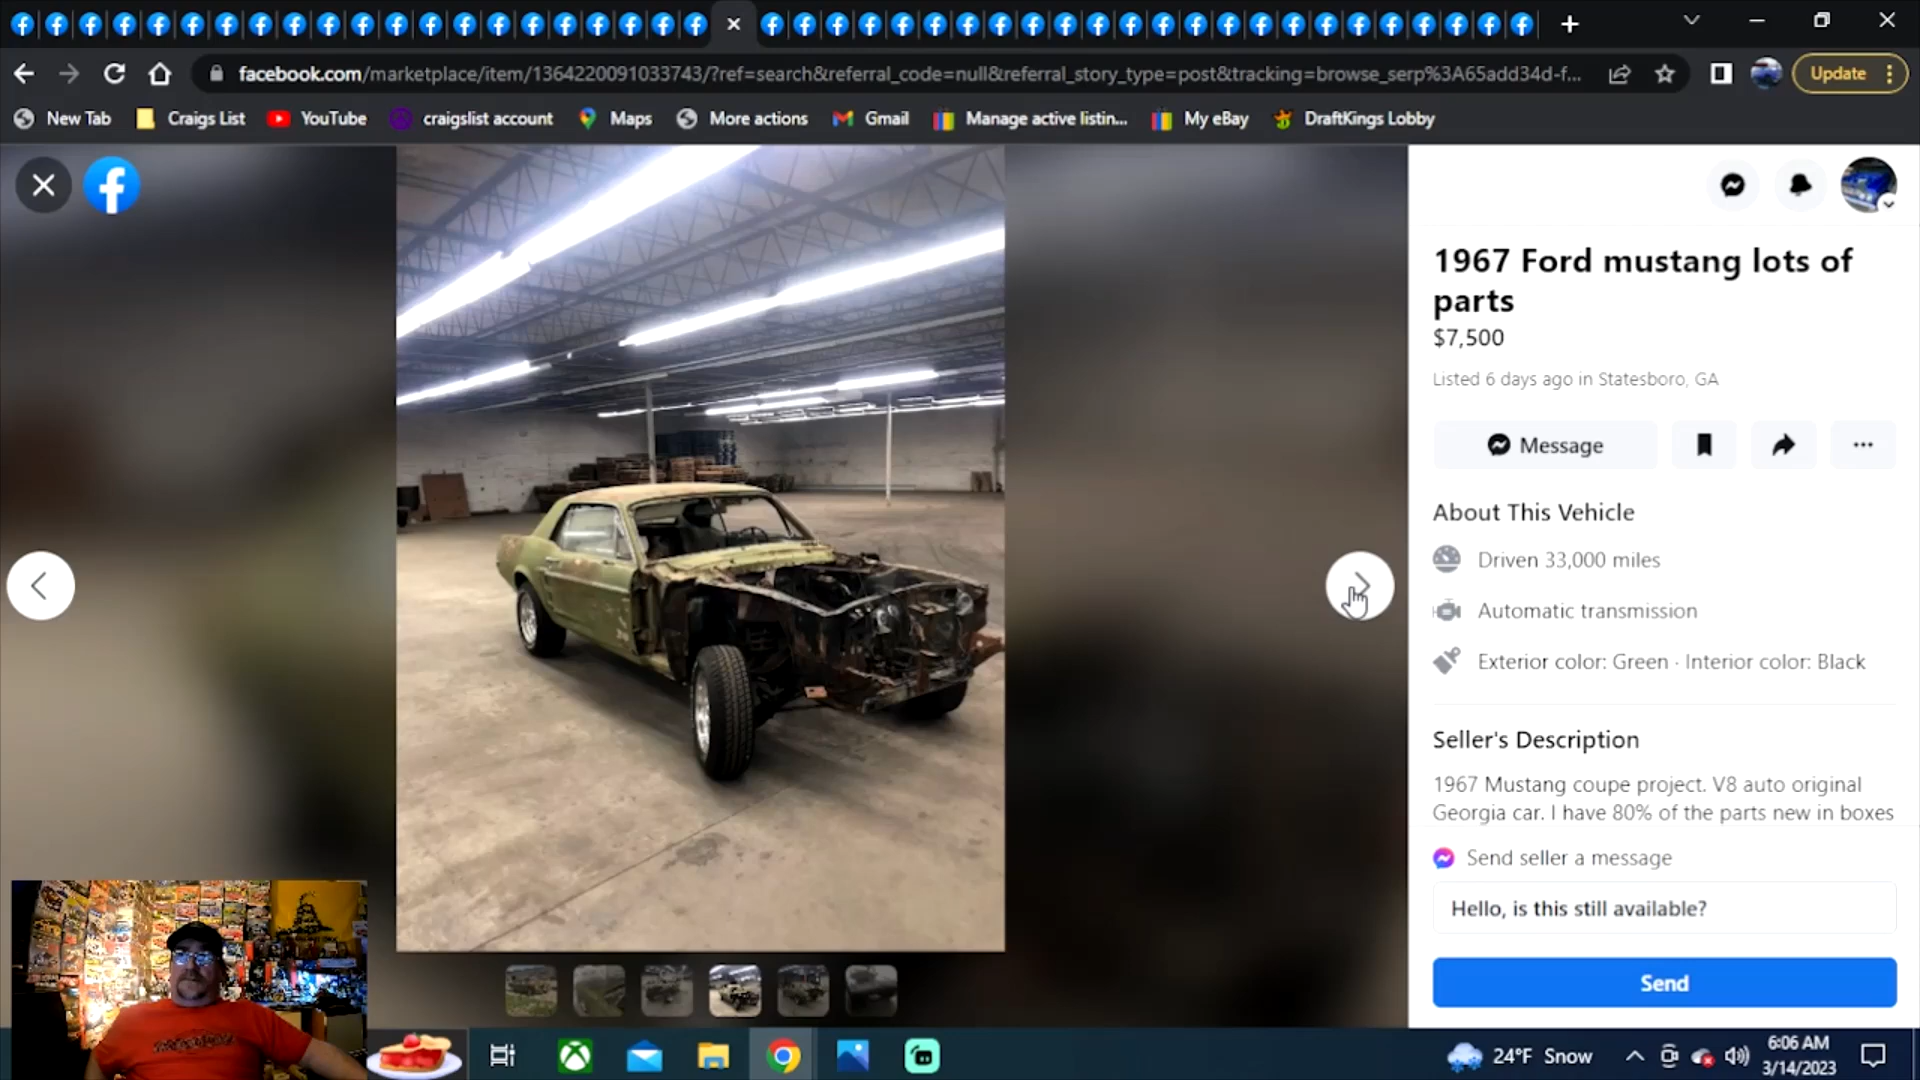 facebook.com/marketplace/item/1364220091033743/?ref=search&referral_code=null&referral_story_type=post&tracking=browse_serp%3A65add34d-f...
Update
New Tab
Craigs List
YouTube
craigslist account
Maps
More actions
Gmail
Manage active listin...
My eBay
DraftKings Lobby
1967 Ford mustang lots of
parts
$7,500
Listed 6 days ago in Statesboro, GA
Message
About This Vehicle
Driven 33,000 miles
Automatic transmission
Exterior color: Green · Interior color: Black
Seller's Description
1967 Mustang coupe project. V8 auto original
Georgia car. I have 80% of the parts new in boxes
Send seller a message
Hello, is this still available?
Send
24°F Snow
6:06 AM
3/14/2023